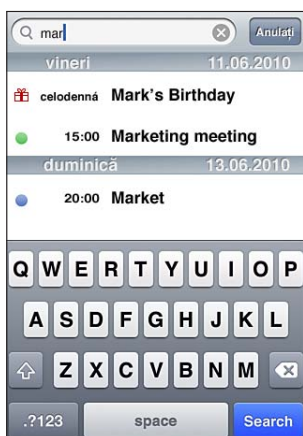 mar Anulați
vineri 11.06.2010
celodenná Mark's Birthday
15:00 Marketing meeting
duminică 13.06.2010
20:00 Market
Q W E R T Y U I O P
A S D F G H J K L
Z X C V B N M
.?123 space Search